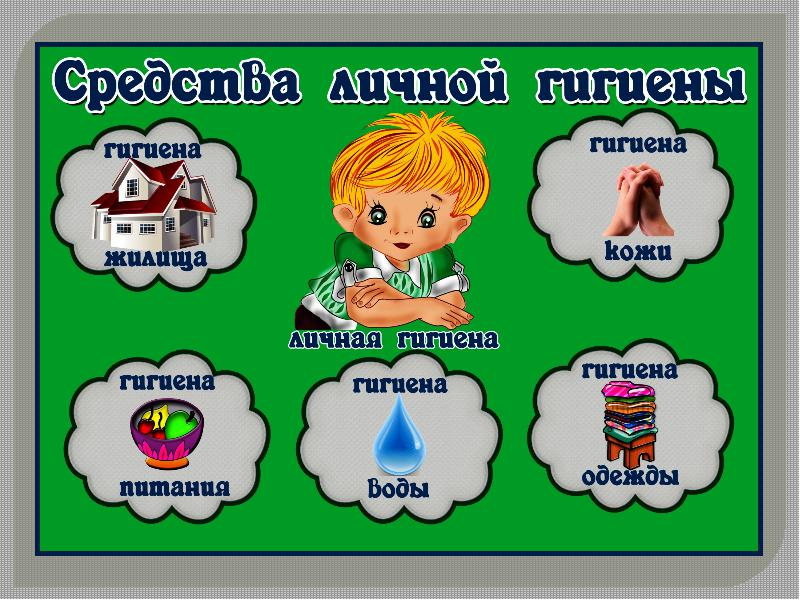 Средства личной гигиены
гигиена
жилища
гигиена
кожи
личная гигиена
гигиена
питания
гигиена
воды
гигиена
одежды